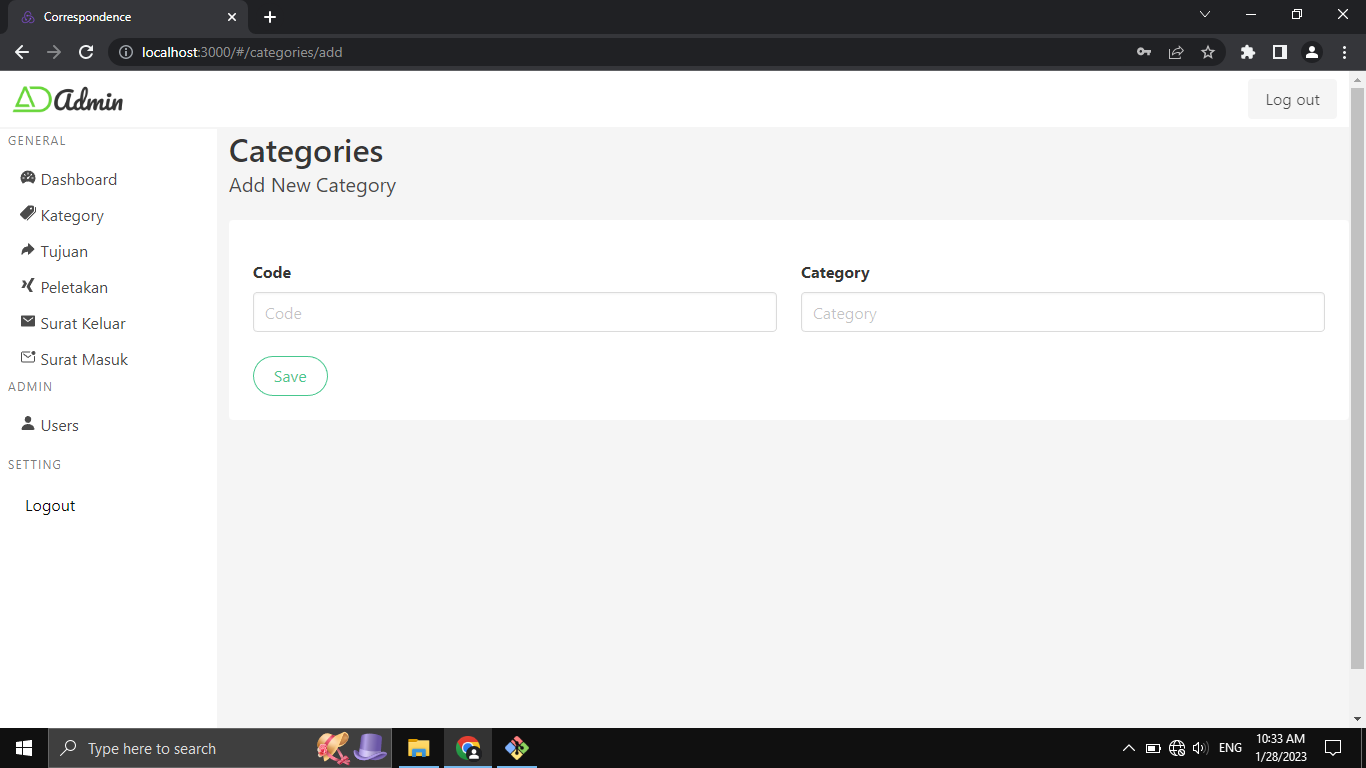 Correspondence
localhost:3000/#/categories/add
AD Admin
Log out
GENERAL
Dashboard
Kategory
Tujuan
Peletakan
Surat Keluar
Surat Masuk
ADMIN
Users
SETTING
Logout
Categories
Add New Category
Code
Category
Code
Category
Save
Type here to search
ENG
10:33 AM
1/28/2023